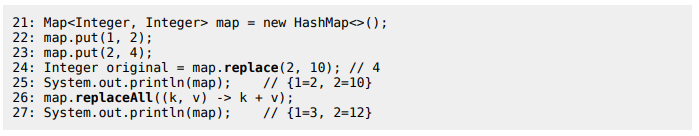 21: Map<Integer, Integer> map = new HashMap<>();
22: map.put(1, 2);
23: map.put(2, 4);
24: Integer original = map.replace(2, 10); // 4
25: System.out.println(map);    // {1=2, 2=10}
26: map.replaceAll((k, v) -> k + v);
27: System.out.println(map);    // {1=3, 2=12}